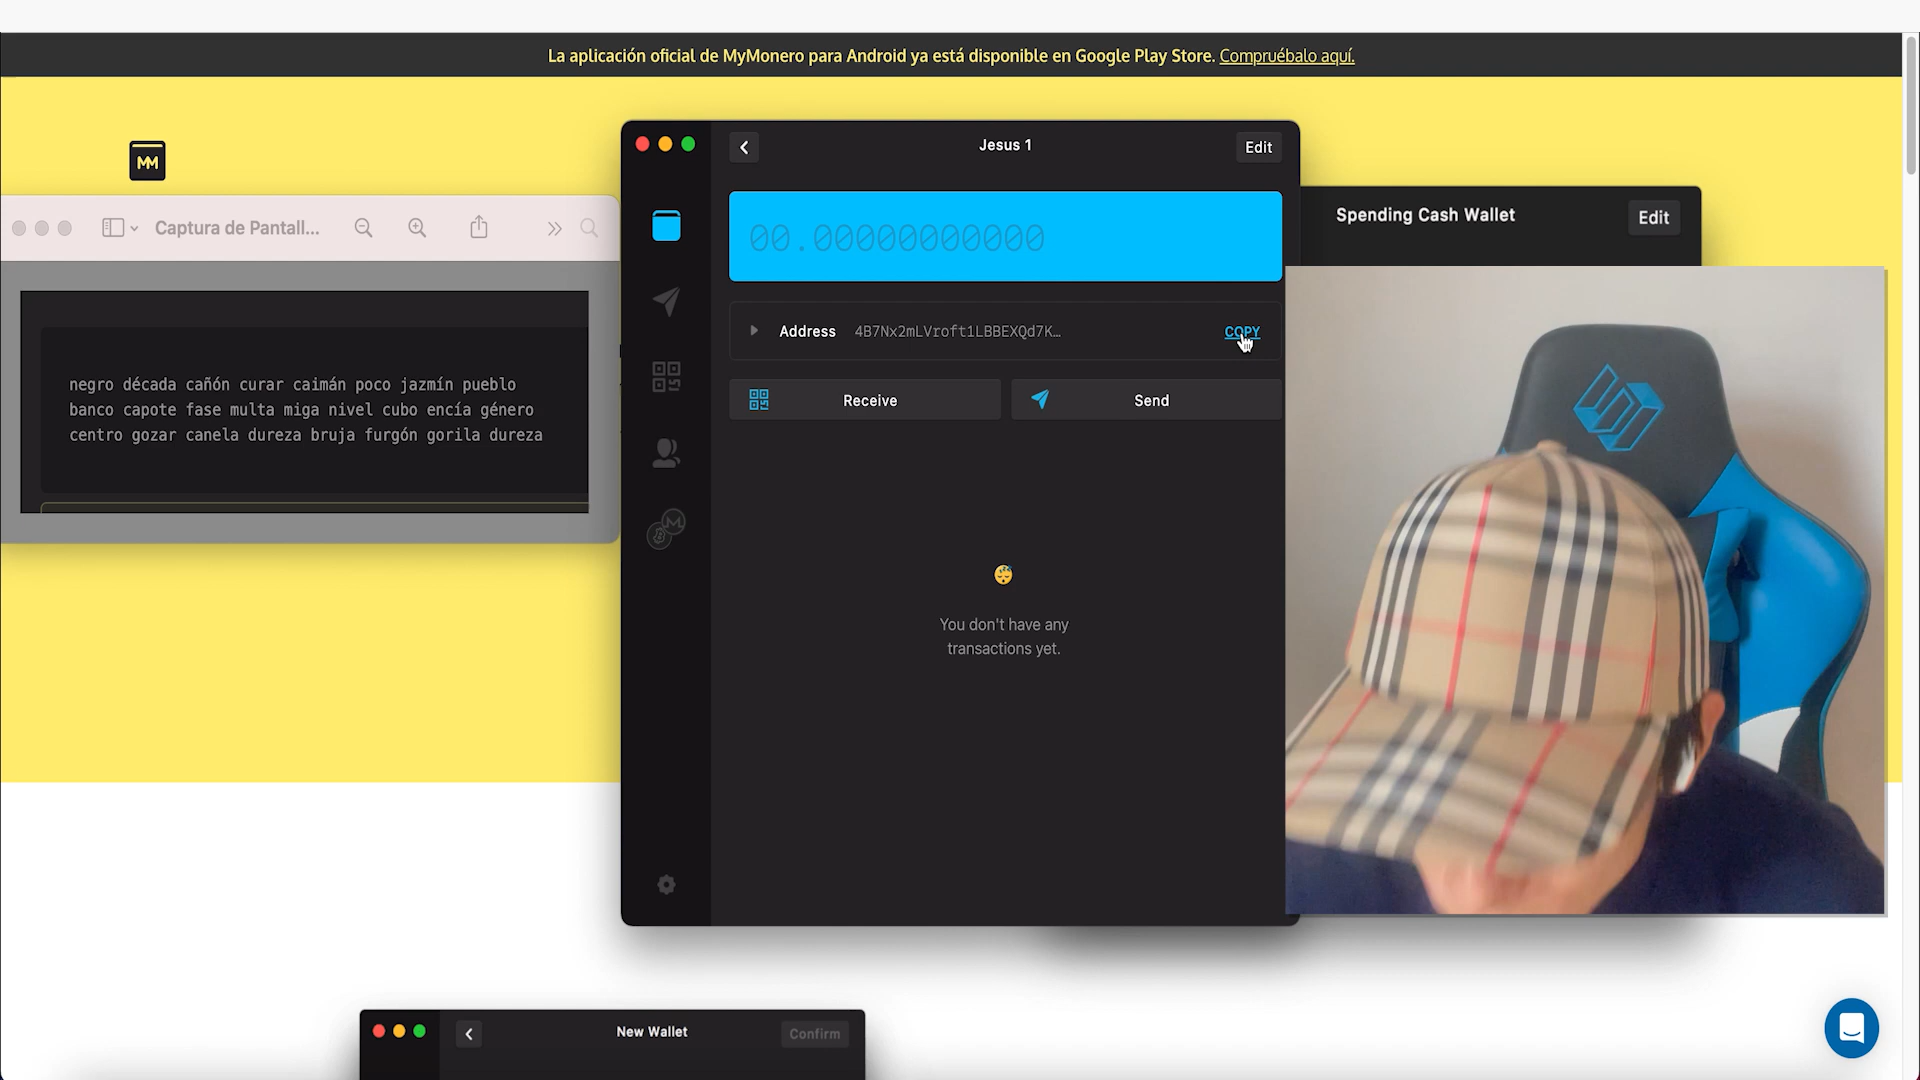 La aplicación oficial de MyMonero para Android ya está disponible en Google Play Store. Compruébalo aquí.
MM
Captura de Pantall...
negro década cañón curar caimán poco jazmín pueblo
banco capote fase multa miga nivel cubo encía género
centro gozar canela dureza bruja furgón gorila dureza
Jesus 1
Edit
00.00000000000
Address 4B7Nx2mLVroft1LBBEXQd7K…
COPY
Receive
Send
You don't have any
transactions yet.
Spending Cash Wallet
Edit
New Wallet
Confirm